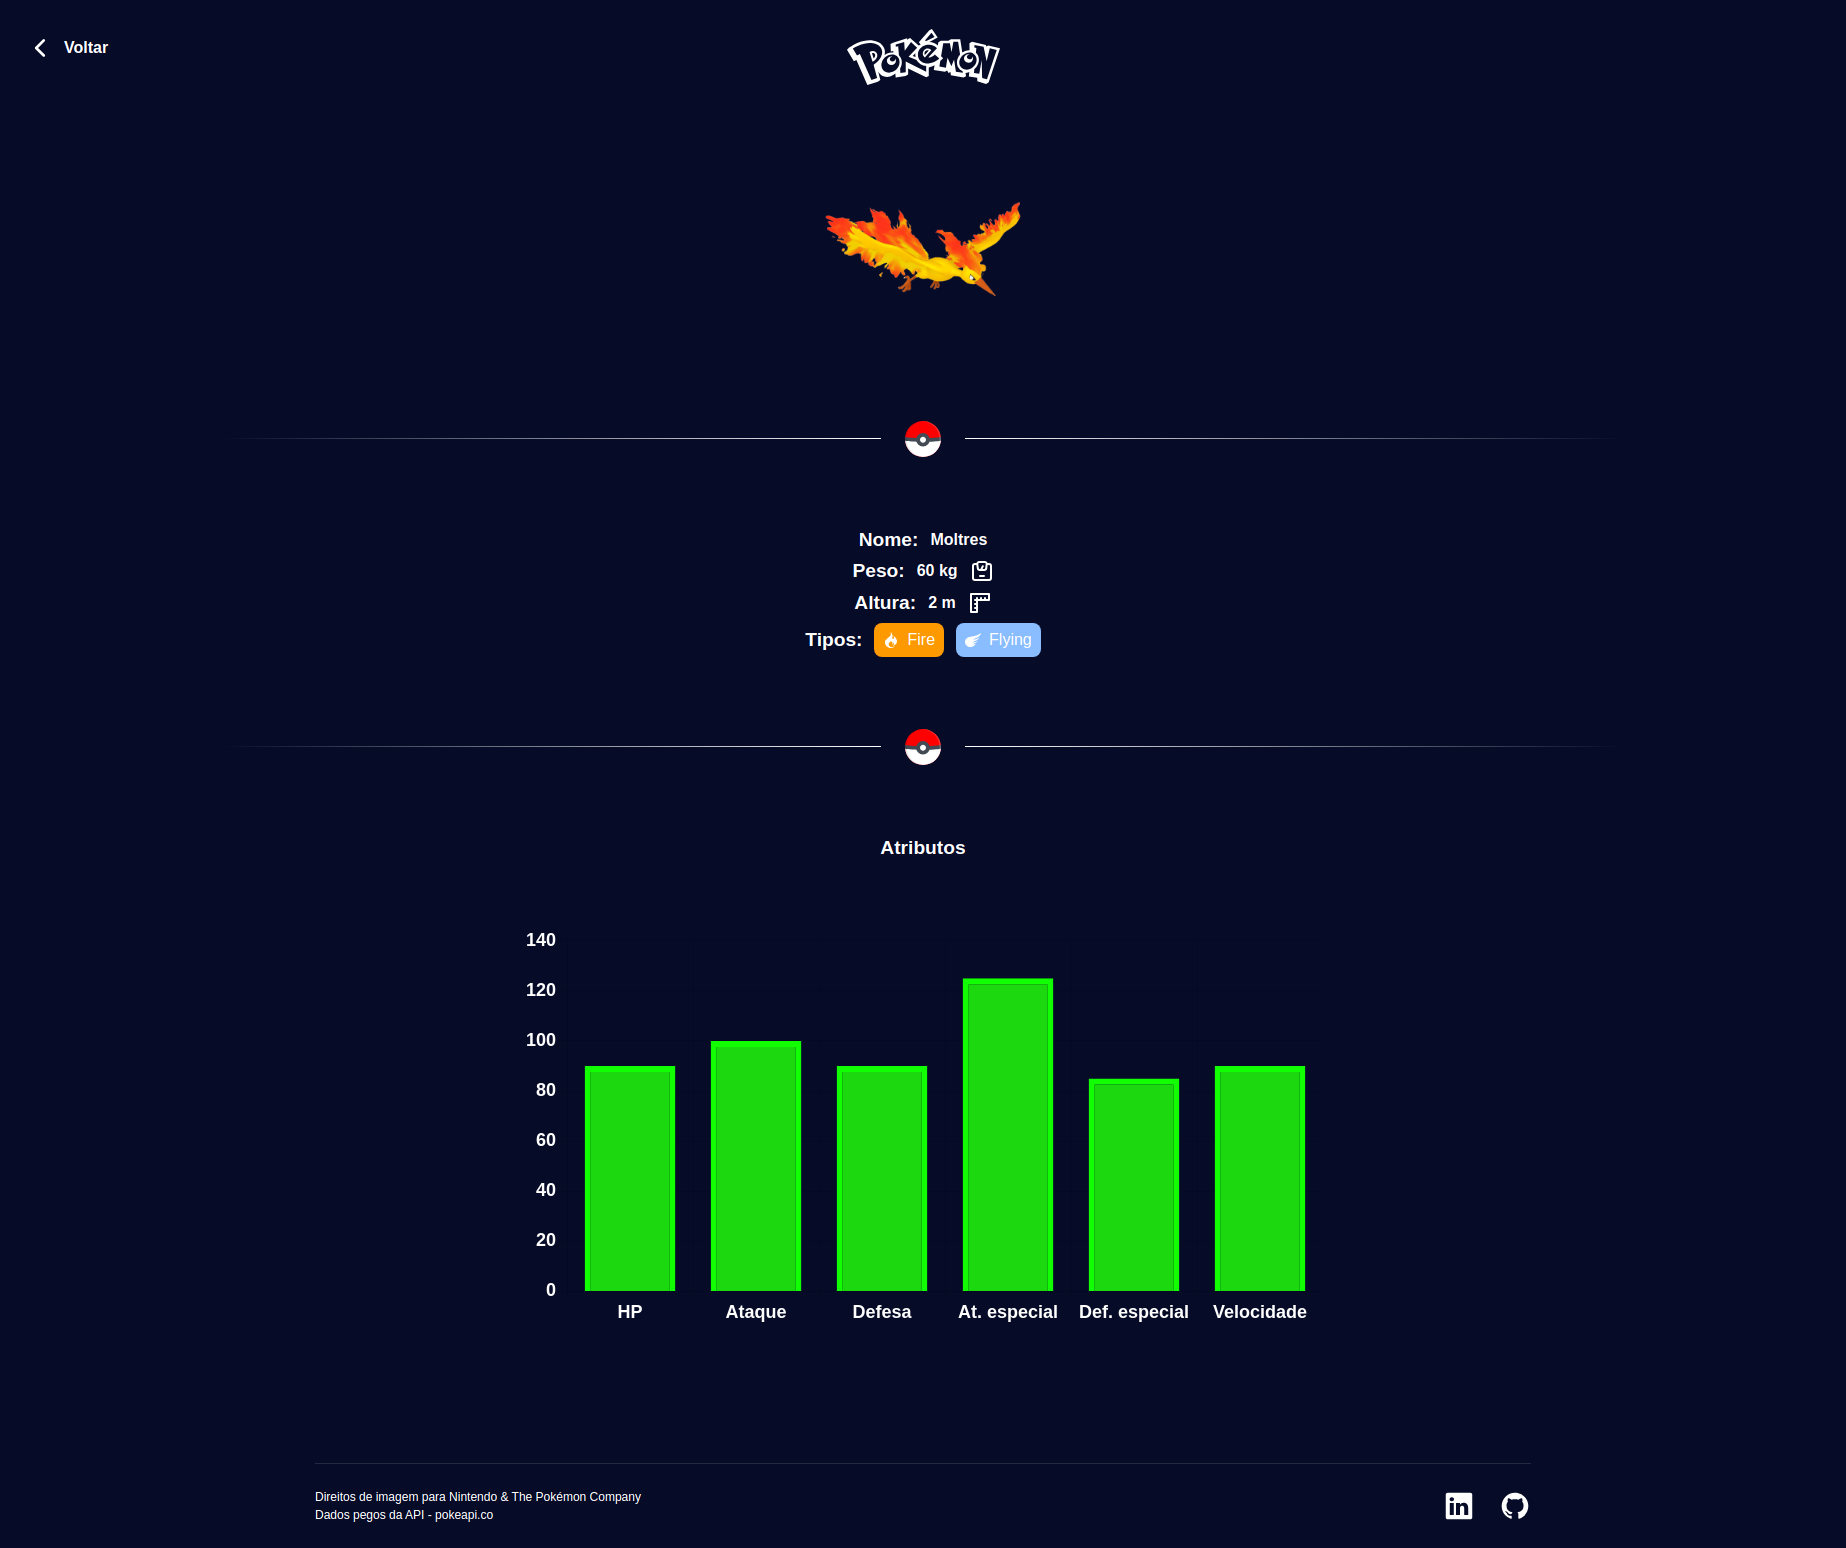 Voltar
Pokémon
Nome: Moltres
Peso: 60 kg
Altura: 2 m
Tipos: Fire Flying
Atributos
140
120
100
80
60
40
20
0
HP Ataque Defesa At. especial Def. especial Velocidade
Direitos de imagem para Nintendo & The Pokémon Company
Dados pegos da API - pokeapi.co
in